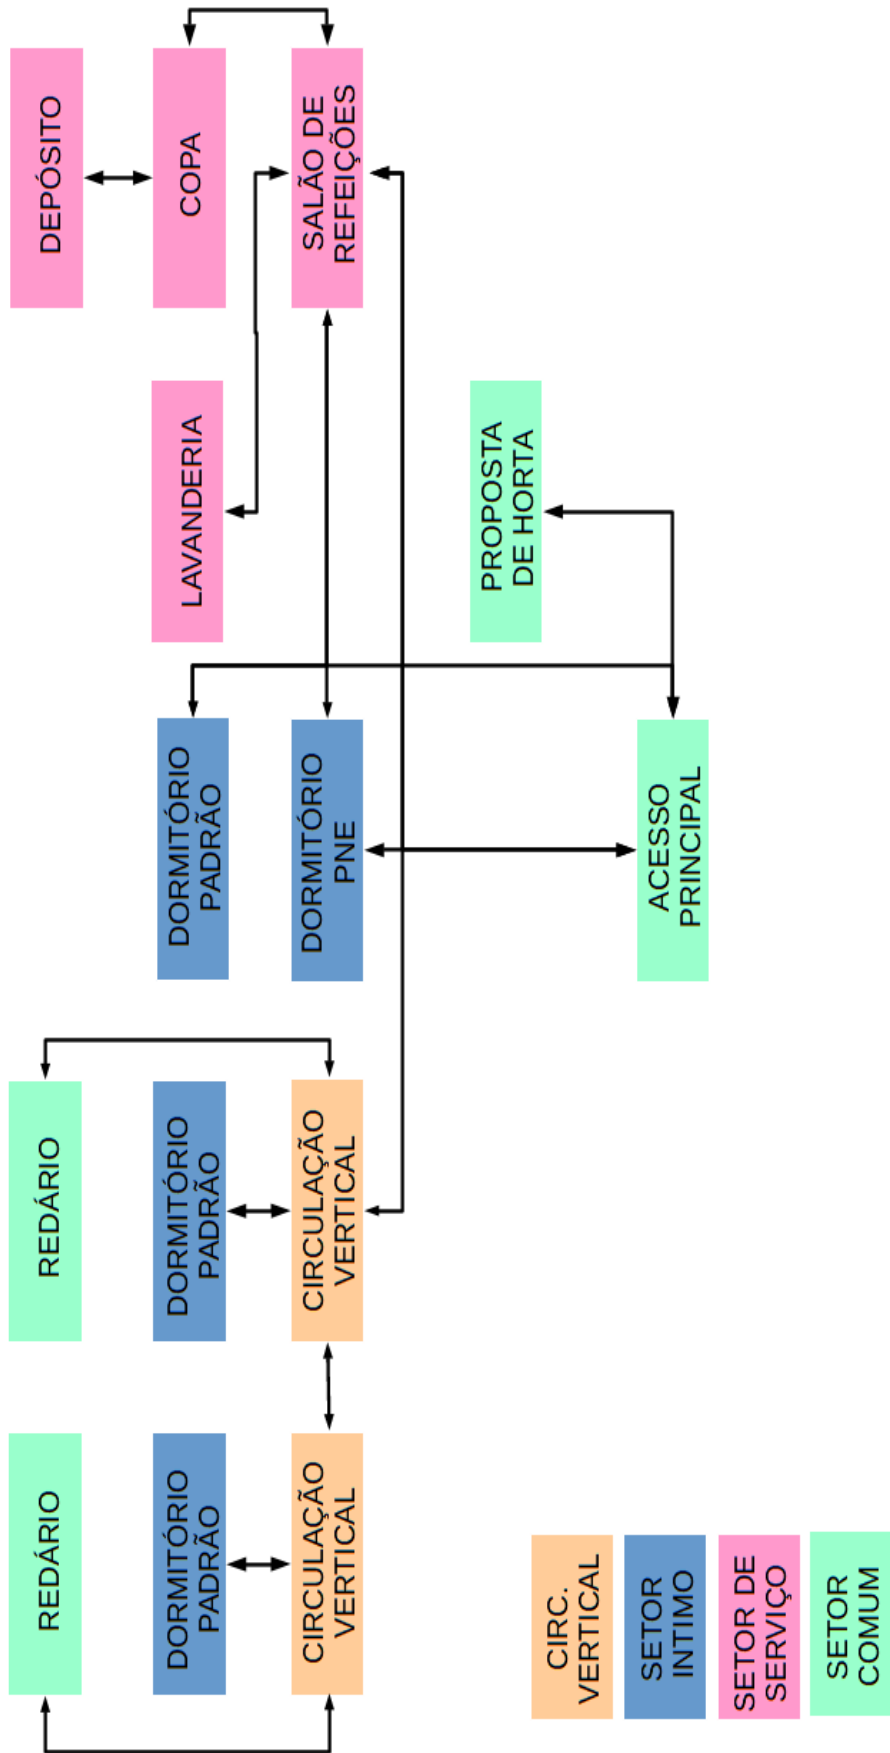 REDÁRIO
REDÁRIO
DEPÓSITO
DORMITÓRIO
PADRÃO
DORMITÓRIO
PADRÃO
DORMITÓRIO
PADRÃO
LAVANDERIA
COPA
CIRCULAÇÃO
VERTICAL
CIRCULAÇÃO
VERTICAL
DORMITÓRIO
PNE
SALÃO DE
REFEIÇÕES
PROPOSTA
DE HORTA
ACESSO
PRINCIPAL
CIRC.
VERTICAL
SETOR
INTIMO
SETOR DE
SERVIÇO
SETOR
COMUM